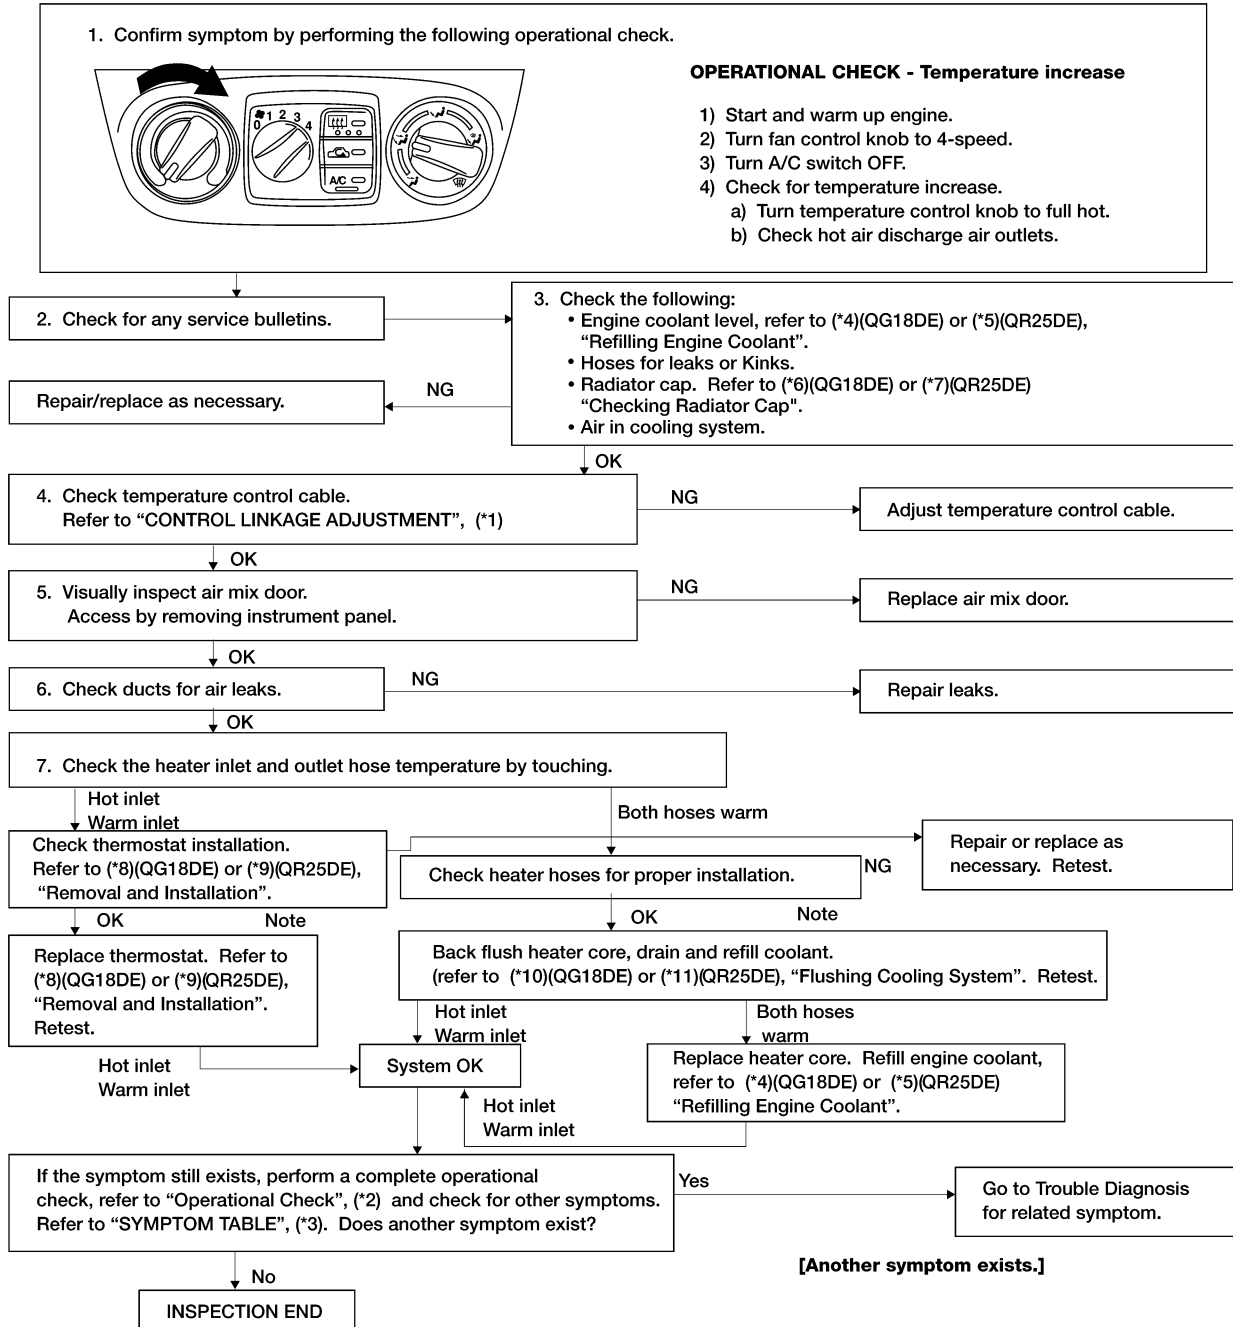 1. Confirm symptom by performing the following operational check.
0 1 2 3 4
A/C
OPERATIONAL CHECK - Temperature increase
1) Start and warm up engine.
2) Turn fan control knob to 4-speed.
3) Turn A/C switch OFF.
4) Check for temperature increase.
a) Turn temperature control knob to full hot.
b) Check hot air discharge air outlets.
2. Check for any service bulletins.
3. Check the following:
• Engine coolant level, refer to (*4)(QG18DE) or (*5)(QR25DE),
“Refilling Engine Coolant”.
• Hoses for leaks or Kinks.
• Radiator cap. Refer to (*6)(QG18DE) or (*7)(QR25DE)
“Checking Radiator Cap".
• Air in cooling system.
NG
Repair/replace as necessary.
OK
4. Check temperature control cable.
Refer to “CONTROL LINKAGE ADJUSTMENT”, (*1)
NG
Adjust temperature control cable.
OK
5. Visually inspect air mix door.
Access by removing instrument panel.
NG
Replace air mix door.
OK
6. Check ducts for air leaks.
NG
Repair leaks.
OK
7. Check the heater inlet and outlet hose temperature by touching.
Hot inlet
Warm inlet
Both hoses warm
Check thermostat installation.
Refer to (*8)(QG18DE) or (*9)(QR25DE),
“Removal and Installation”.
Check heater hoses for proper installation.
NG
Repair or replace as
necessary. Retest.
OK
Note
OK
Note
Replace thermostat. Refer to
(*8)(QG18DE) or (*9)(QR25DE),
“Removal and Installation”.
Retest.
Back flush heater core, drain and refill coolant.
(refer to (*10)(QG18DE) or (*11)(QR25DE), “Flushing Cooling System”. Retest.
Hot inlet
Warm inlet
Both hoses
warm
Hot inlet
Warm inlet
System OK
Replace heater core. Refill engine coolant,
refer to (*4)(QG18DE) or (*5)(QR25DE)
“Refilling Engine Coolant”.
Hot inlet
Warm inlet
If the symptom still exists, perform a complete operational
check, refer to “Operational Check”, (*2) and check for other symptoms.
Refer to “SYMPTOM TABLE”, (*3). Does another symptom exist?
Yes
Go to Trouble Diagnosis
for related symptom.
[Another symptom exists.]
No
INSPECTION END